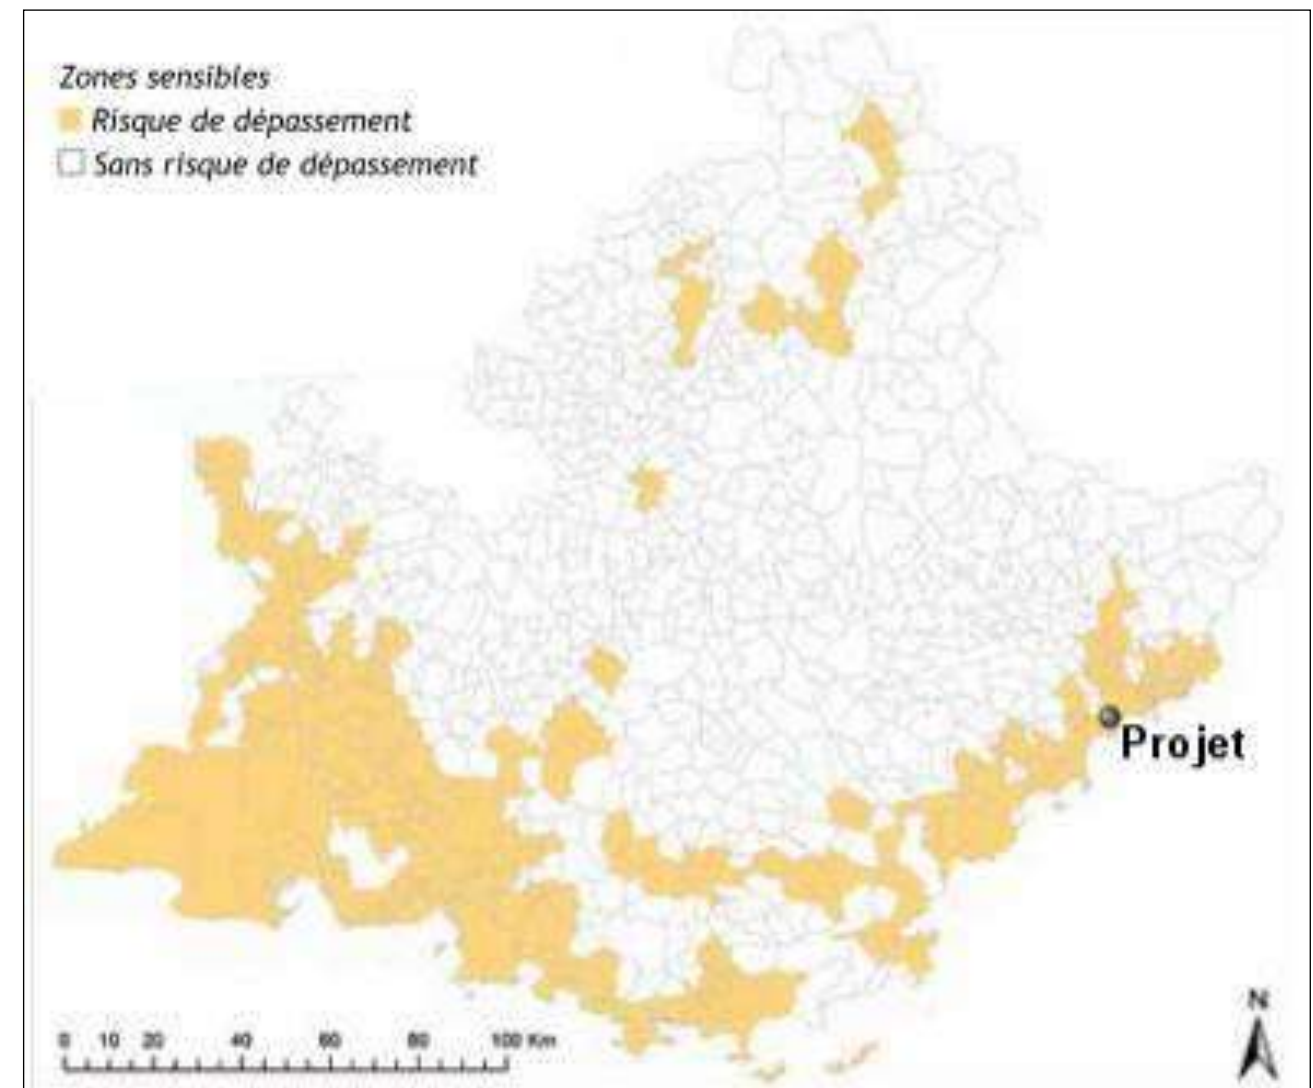 Zones sensibles
Risque de dépassement
Sans risque de dépassement
Projet
N
0 10 20 40 60 80 100 Km